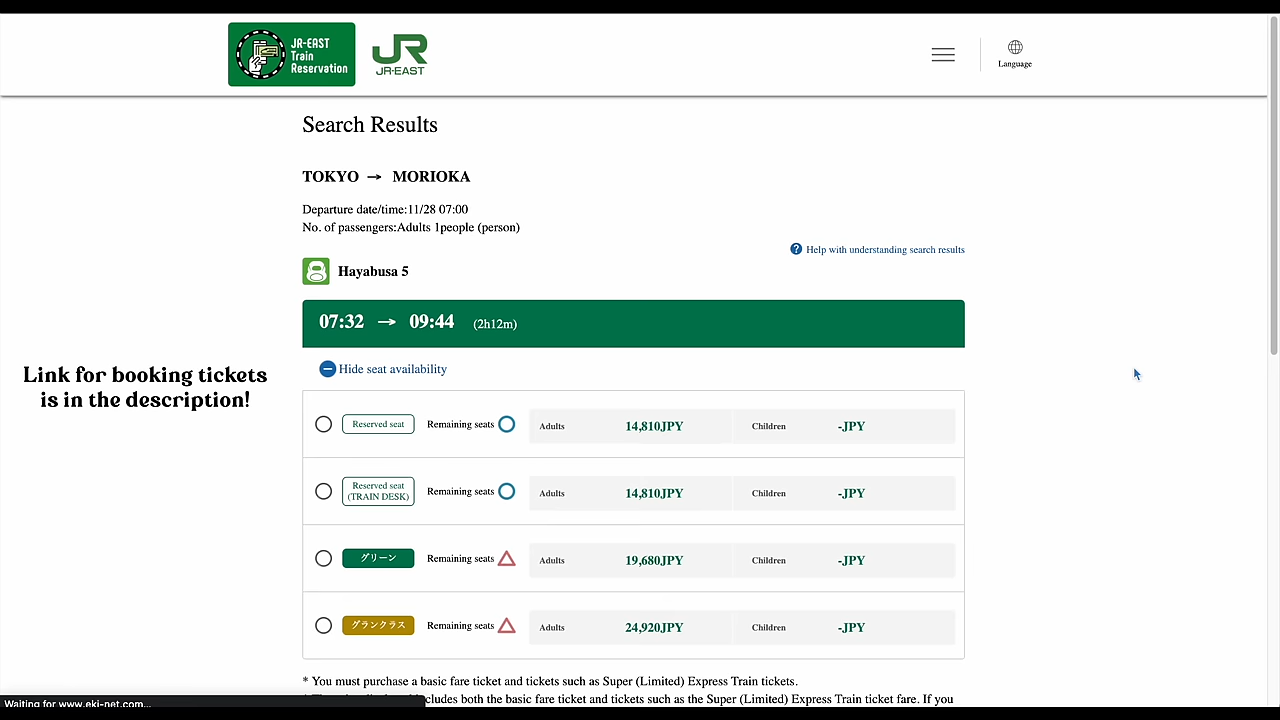 JR-EAST
Train
Reservation
JR-EAST
Language
Search Results
TOKYO → MORIOKA
Departure date/time:11/28 07:00
No. of passengers:Adults 1people (person)
Help with understanding search results
Hayabusa 5
07:32 → 09:44 (2h12m)
Link for booking tickets
is in the description!
Hide seat availability
Reserved seat Remaining seats Adults 14,810JPY Children -JPY
Reserved seat
(TRAIN DESK) Remaining seats Adults 14,810JPY Children -JPY
グリーン Remaining seats Adults 19,680JPY Children -JPY
グランクラス Remaining seats Adults 24,920JPY Children -JPY
* You must purchase a basic fare ticket and tickets such as Super (Limited) Express Train tickets.
both the basic fare ticket and tickets such as the Super (Limited) Express Train ticket fare. If you
Waiting for www.eki-net.com...